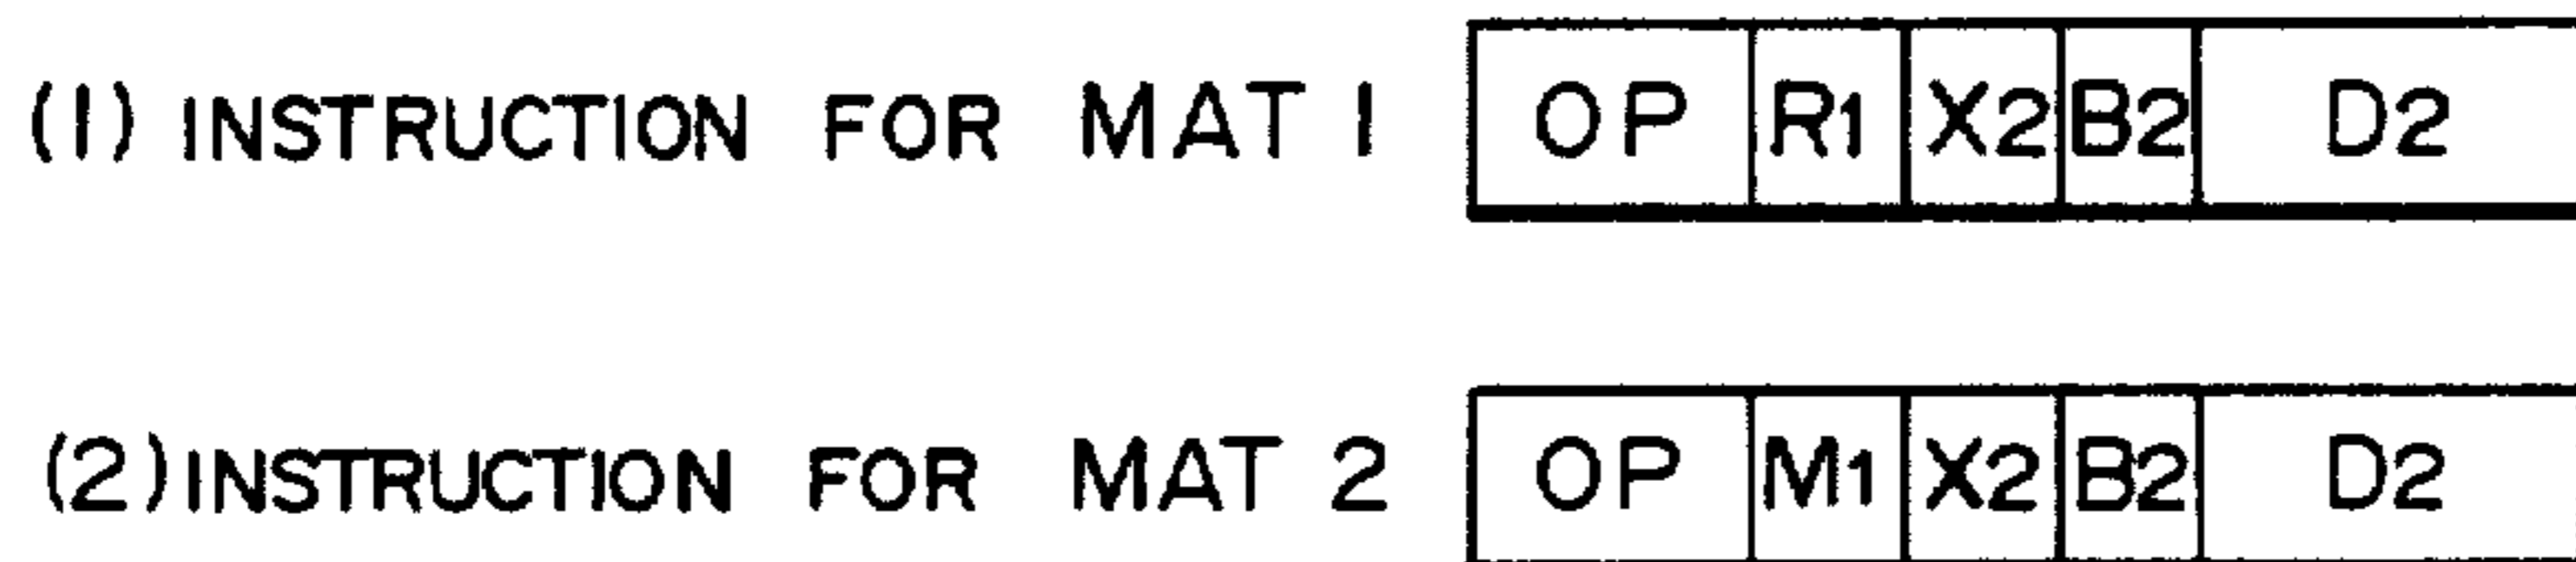 (1) INSTRUCTION FOR MAT 1 OP R1 X2 B2 D2
(2) INSTRUCTION FOR MAT 2 OP M1 X2 B2 D2